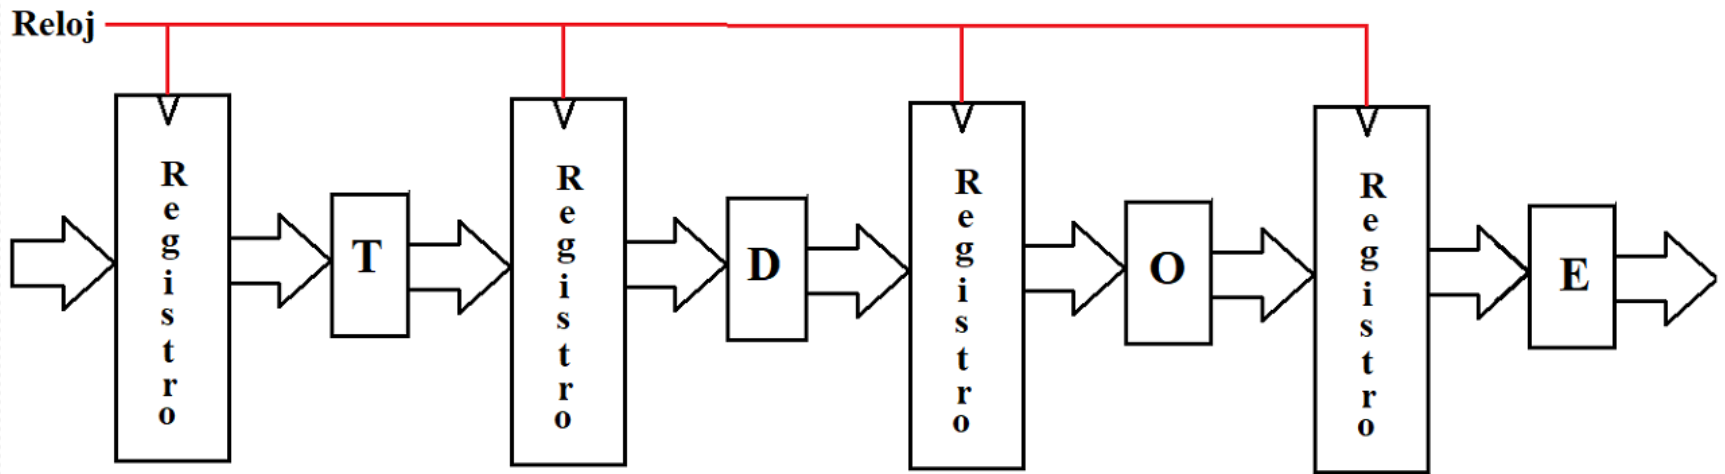 Reloj
Registro
T
Registro
D
Registro
O
Registro
E